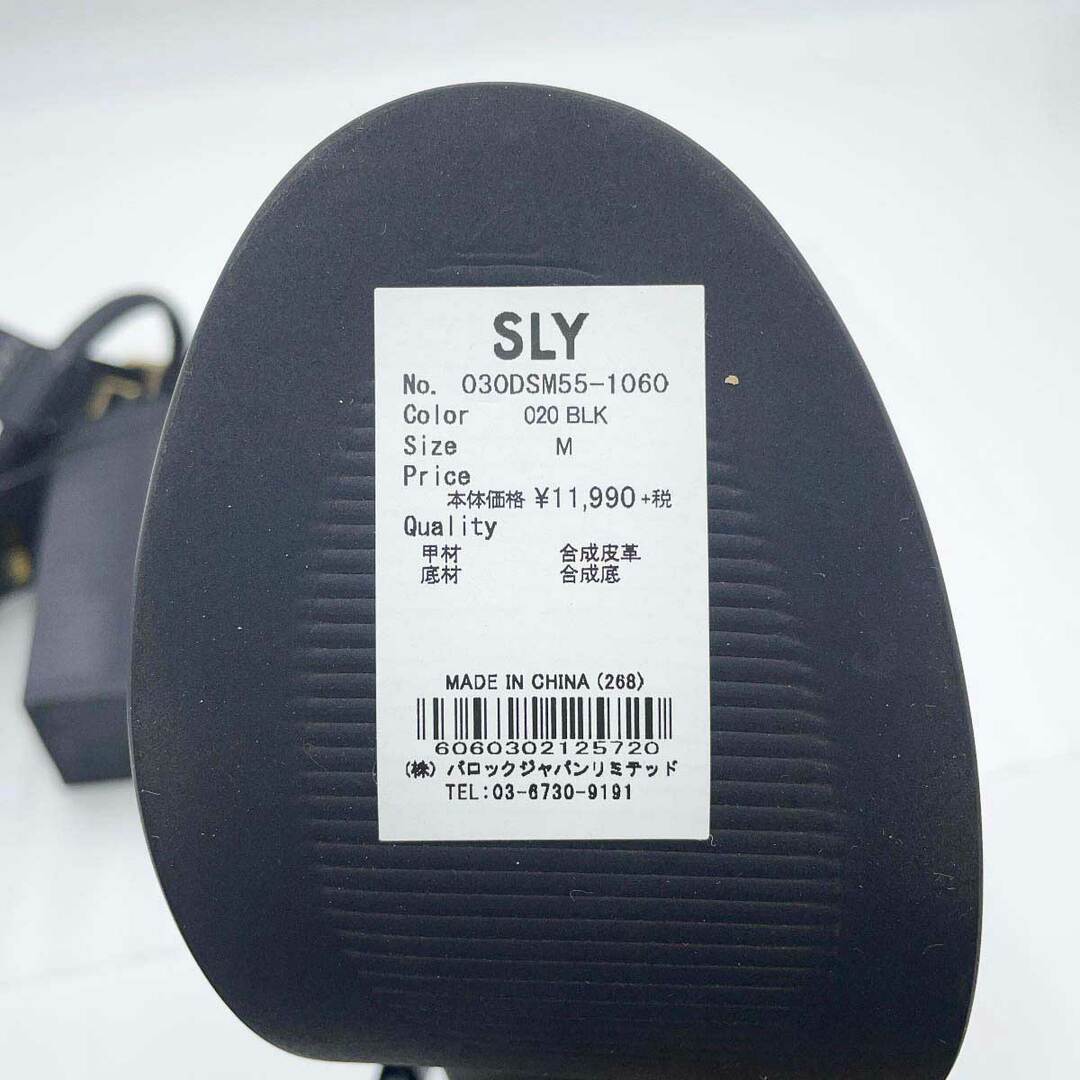 SLY
No. 030DSM55-1060
Color 020 BLK
Size M
Price
本体価格 ¥11,990 +税
Quality
甲材 合成皮革
底材 合成底
MADE IN CHINA (268)
6060302125720
(株) バロックジャパンリミテッド
TEL:03-6730-9191